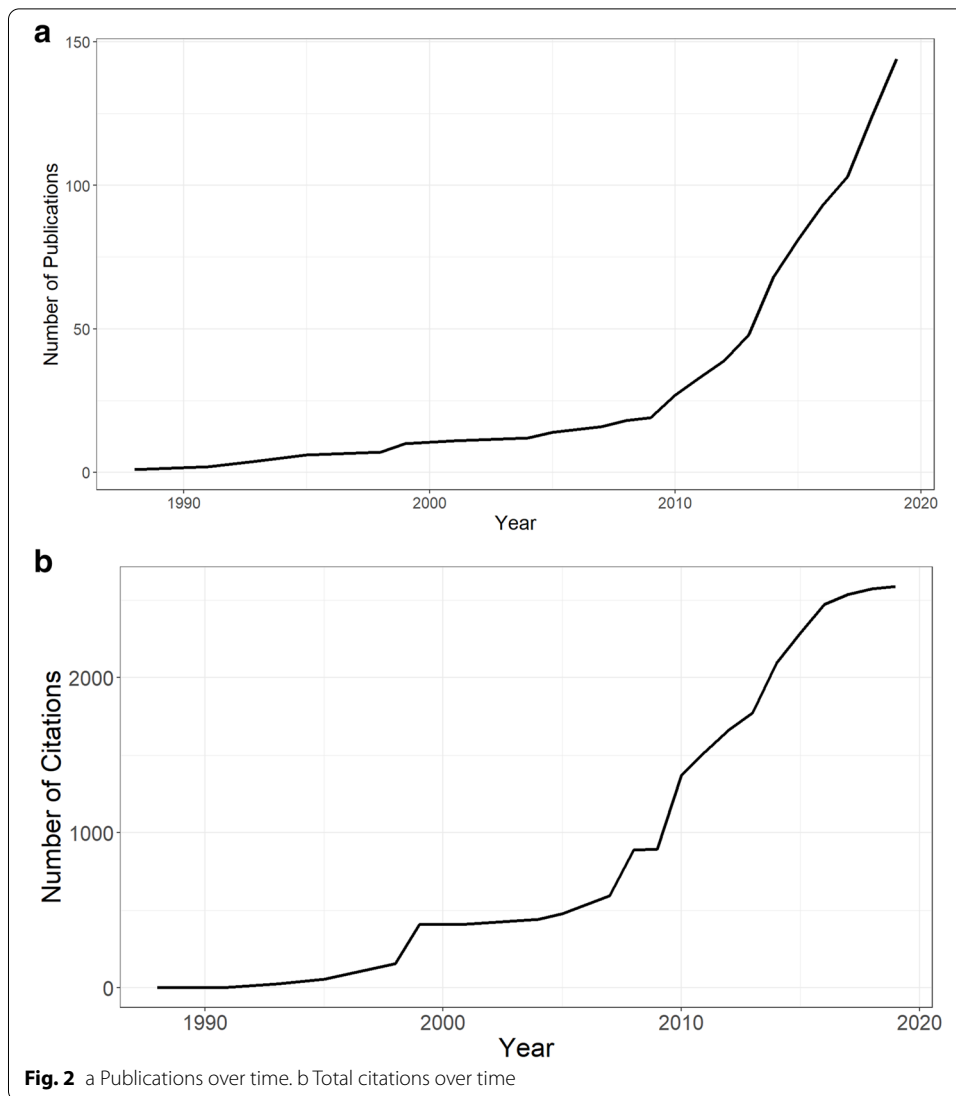 a
150
100
50
0
Number of Publications
1990 2000 2010 2020
Year
b
2000
1000
0
Number of Citations
1990 2000 2010 2020
Year
Fig. 2 a Publications over time. b Total citations over time